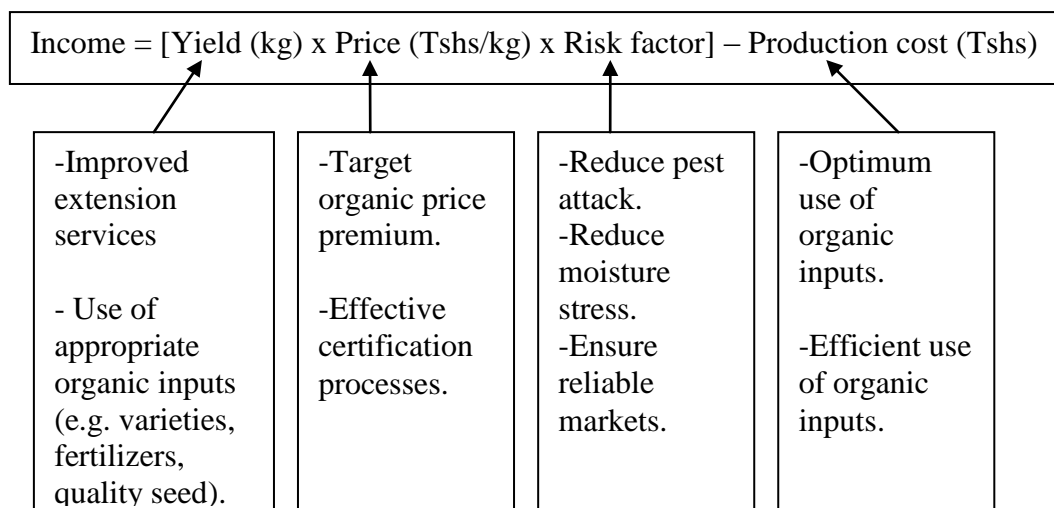 Income = [Yield (kg) x Price (Tshs/kg) x Risk factor] – Production cost (Tshs)
-Improved
extension
services
- Use of
appropriate
organic inputs
(e.g. varieties,
fertilizers,
quality seed).
-Target
organic price
premium.
-Effective
certification
processes.
-Reduce pest
attack.
-Reduce
moisture
stress.
-Ensure
reliable
markets.
-Optimum
use of
organic
inputs.
-Efficient use
of organic
inputs.